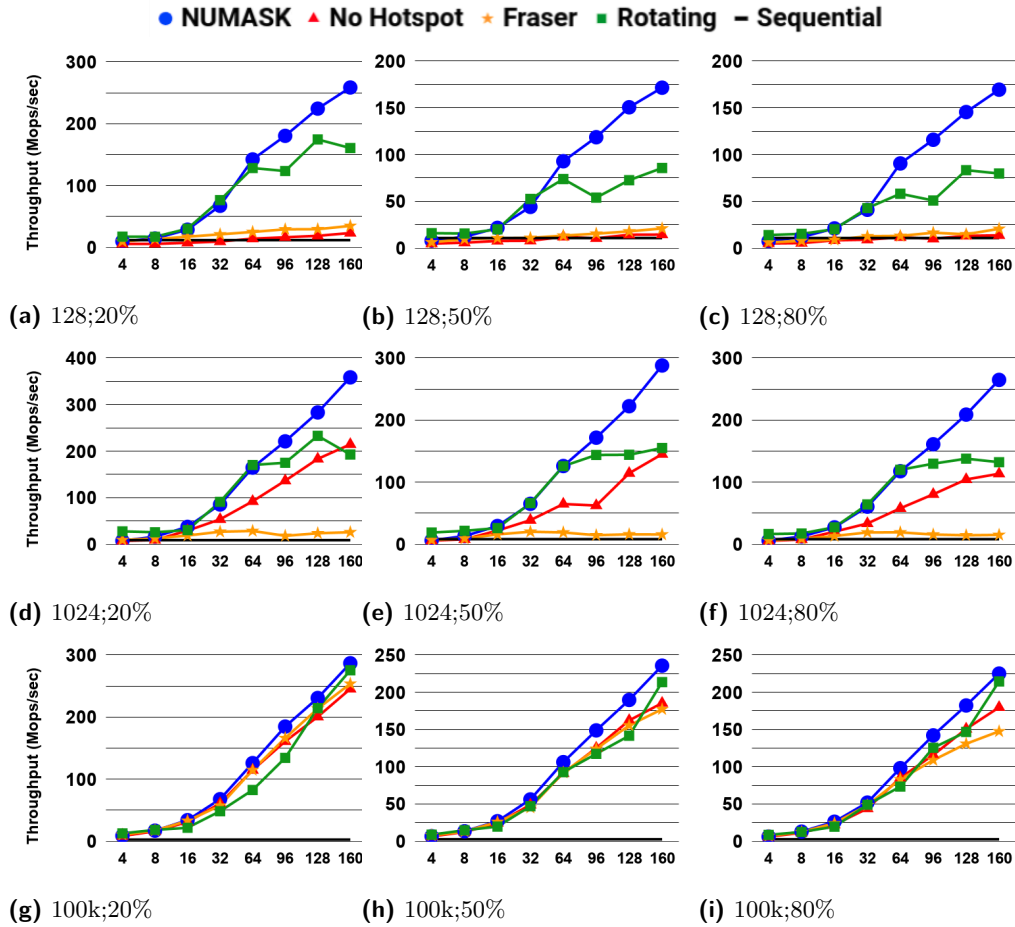 NUMASK No Hotspot Fraser Rotating Sequential
Throughput (Mops/sec)
300
200
100
0
4 8 16 32 64 96 128 160
200
150
100
50
0
4 8 16 32 64 96 128 160
200
150
100
50
0
4 8 16 32 64 96 128 160
(a) 128;20%
(b) 128;50%
(c) 128;80%
Throughput (Mops/sec)
400
300
200
100
0
4 8 16 32 64 96 128 160
300
200
100
0
4 8 16 32 64 96 128 160
300
200
100
0
4 8 16 32 64 96 128 160
(d) 1024;20%
(e) 1024;50%
(f) 1024;80%
Throughput (Mops/sec)
300
200
100
0
4 8 16 32 64 96 128 160
250
200
150
100
50
0
4 8 16 32 64 96 128 160
250
200
150
100
50
0
4 8 16 32 64 96 128 160
(g) 100k;20%
(h) 100k;50%
(i) 100k;80%